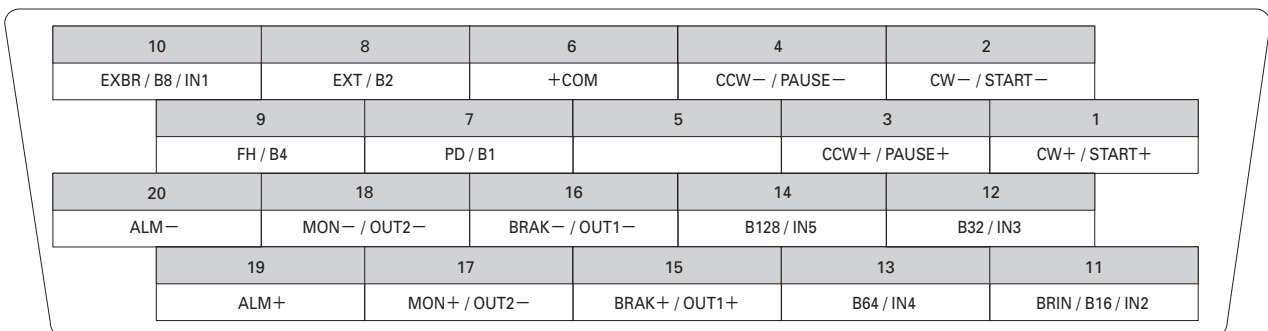 10 8 6 4 2
EXBR / B8 / IN1 EXT / B2 +COM CCW− / PAUSE− CW− / START−
9 7 5 3 1
FH / B4 PD / B1 CCW+ / PAUSE+ CW+ / START+
20 18 16 14 12
ALM− MON− / OUT2− BRAK− / OUT1− B128 / IN5 B32 / IN3
19 17 15 13 11
ALM+ MON+ / OUT2− BRAK+ / OUT1+ B64 / IN4 BRIN / B16 / IN2